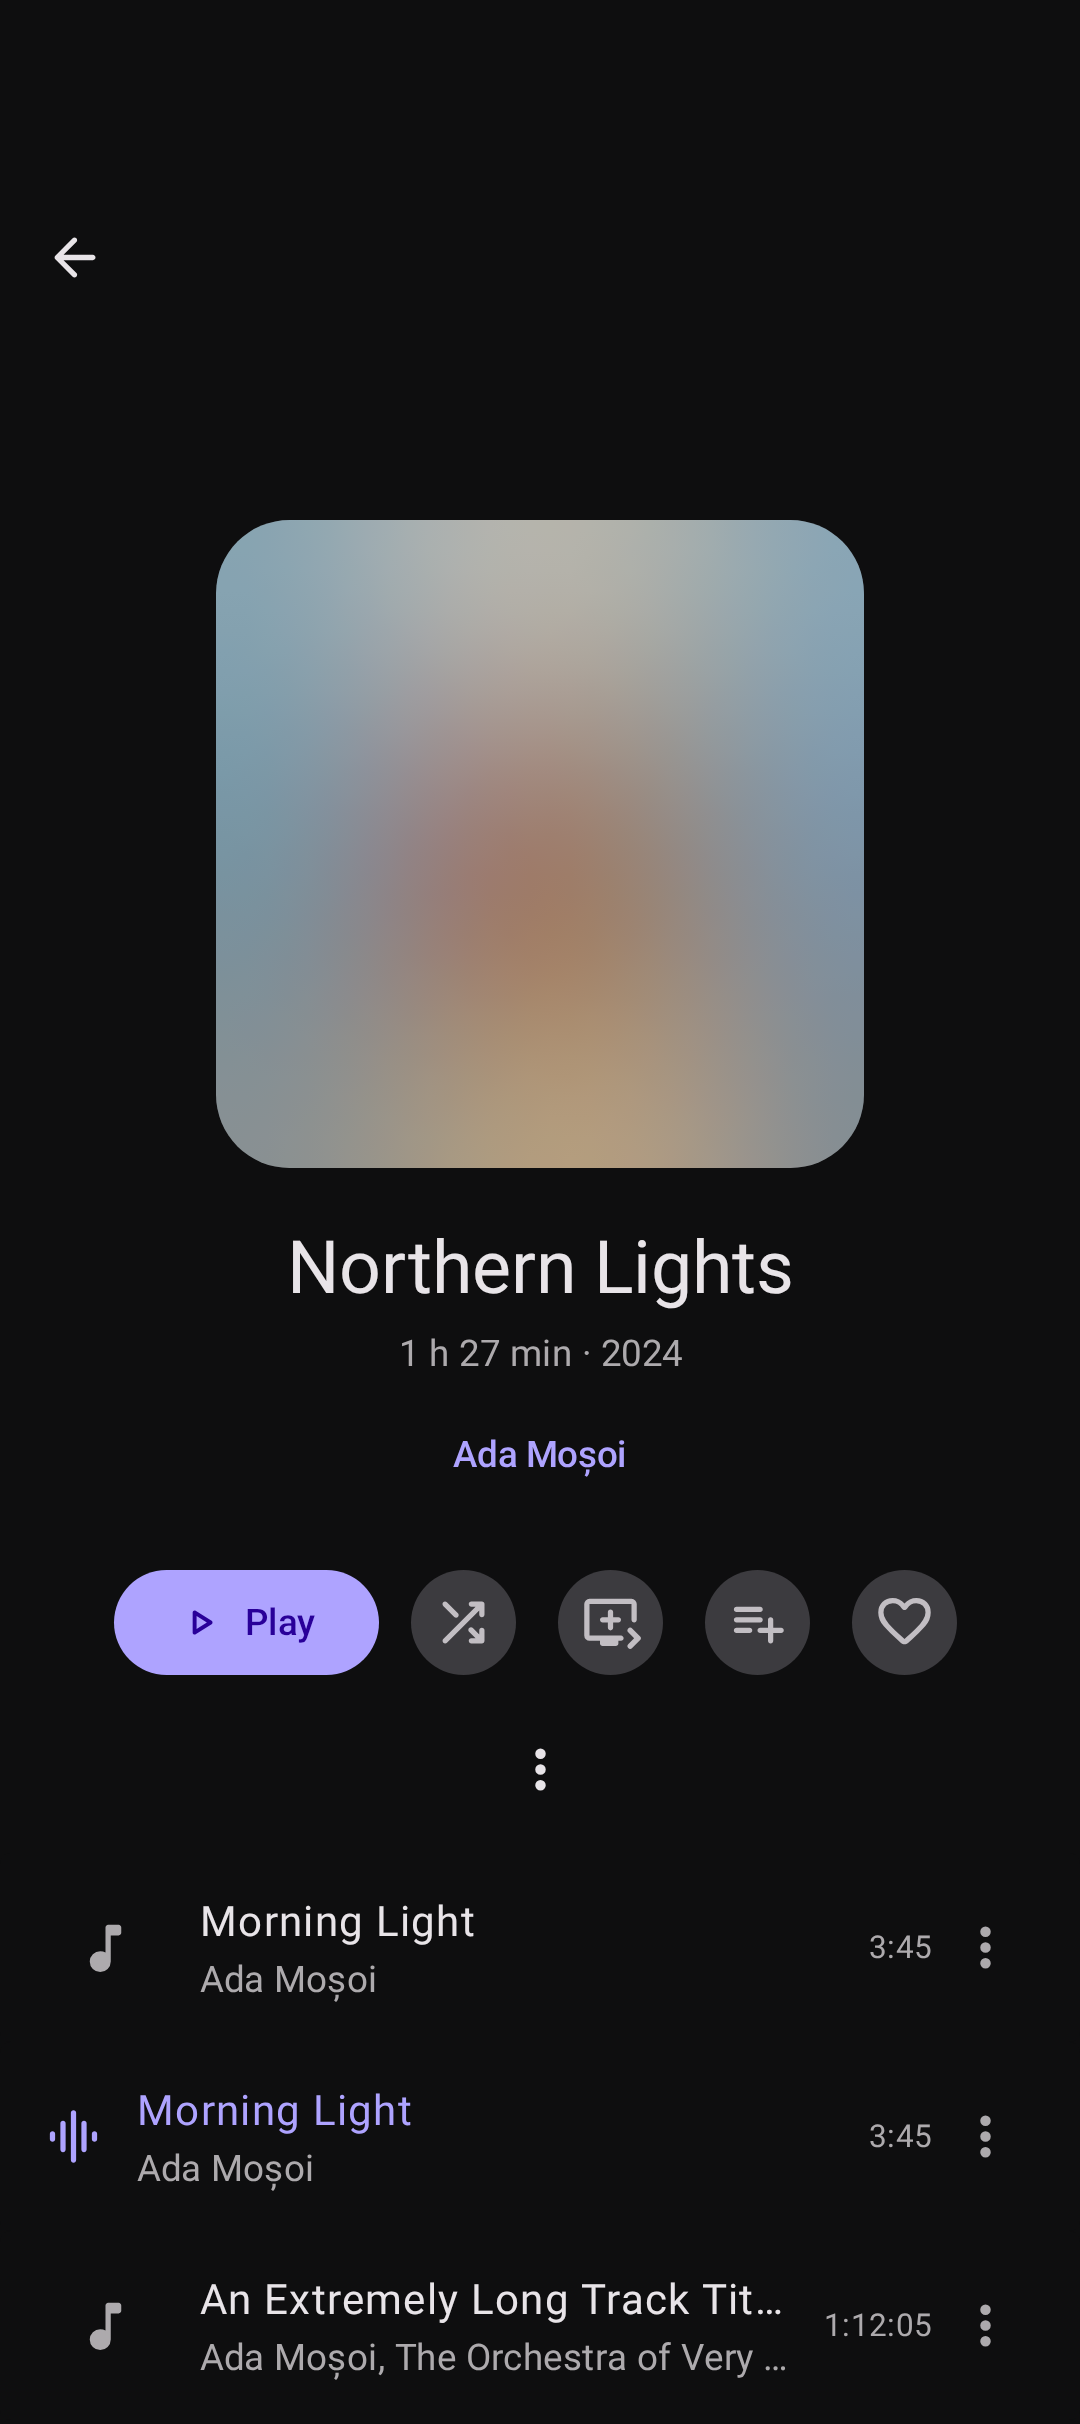 Northern Lights
1 h 27 min · 2024
Ada Moșoi
Play
Morning Light
3:45
Ada Moșoi
Morning Light
3:45
Ada Moșoi
An Extremely Long Track Tit…
1:12:05
Ada Moșoi, The Orchestra of Very …